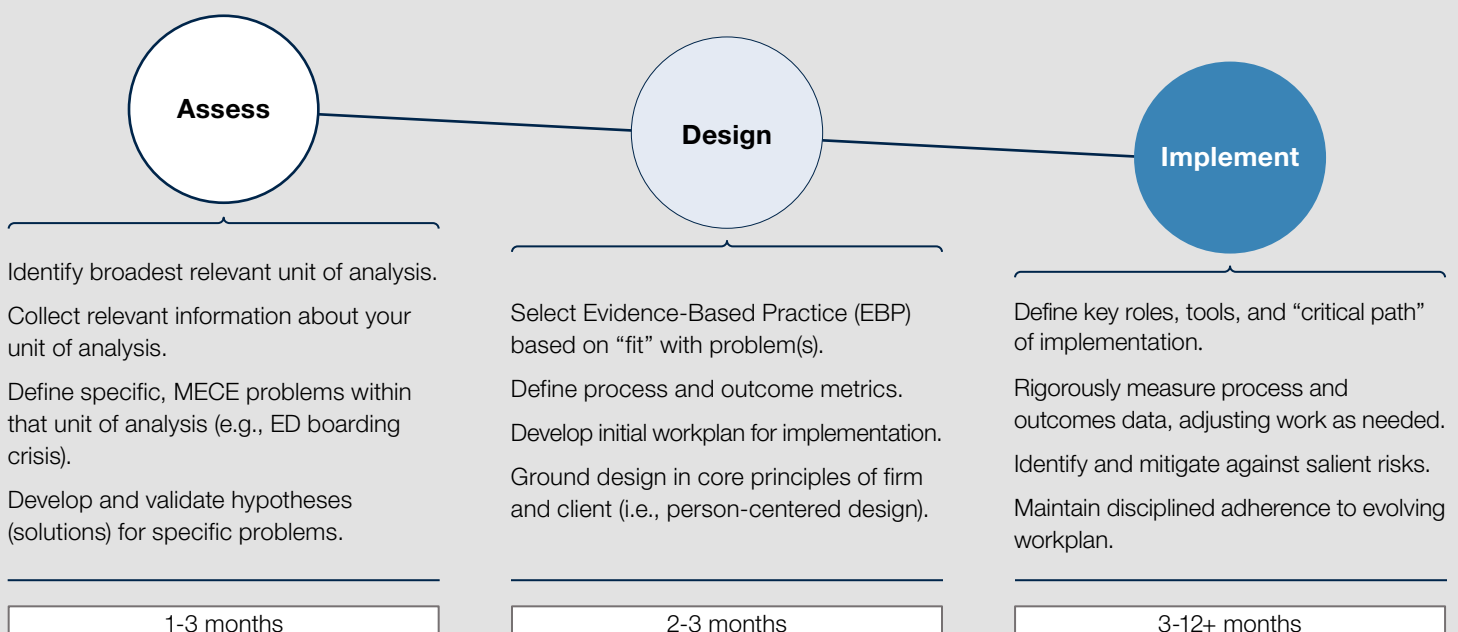 Assess
Identify broadest relevant unit of analysis.
Collect relevant information about your
unit of analysis.
Define specific, MECE problems within
that unit of analysis (e.g., ED boarding
crisis).
Develop and validate hypotheses
(solutions) for specific problems.
1-3 months
Design
Select Evidence-Based Practice (EBP)
based on “fit” with problem(s).
Define process and outcome metrics.
Develop initial workplan for implementation.
Ground design in core principles of firm
and client (i.e., person-centered design).
2-3 months
Implement
Define key roles, tools, and “critical path”
of implementation.
Rigorously measure process and
outcomes data, adjusting work as needed.
Identify and mitigate against salient risks.
Maintain disciplined adherence to evolving
workplan.
3-12+ months